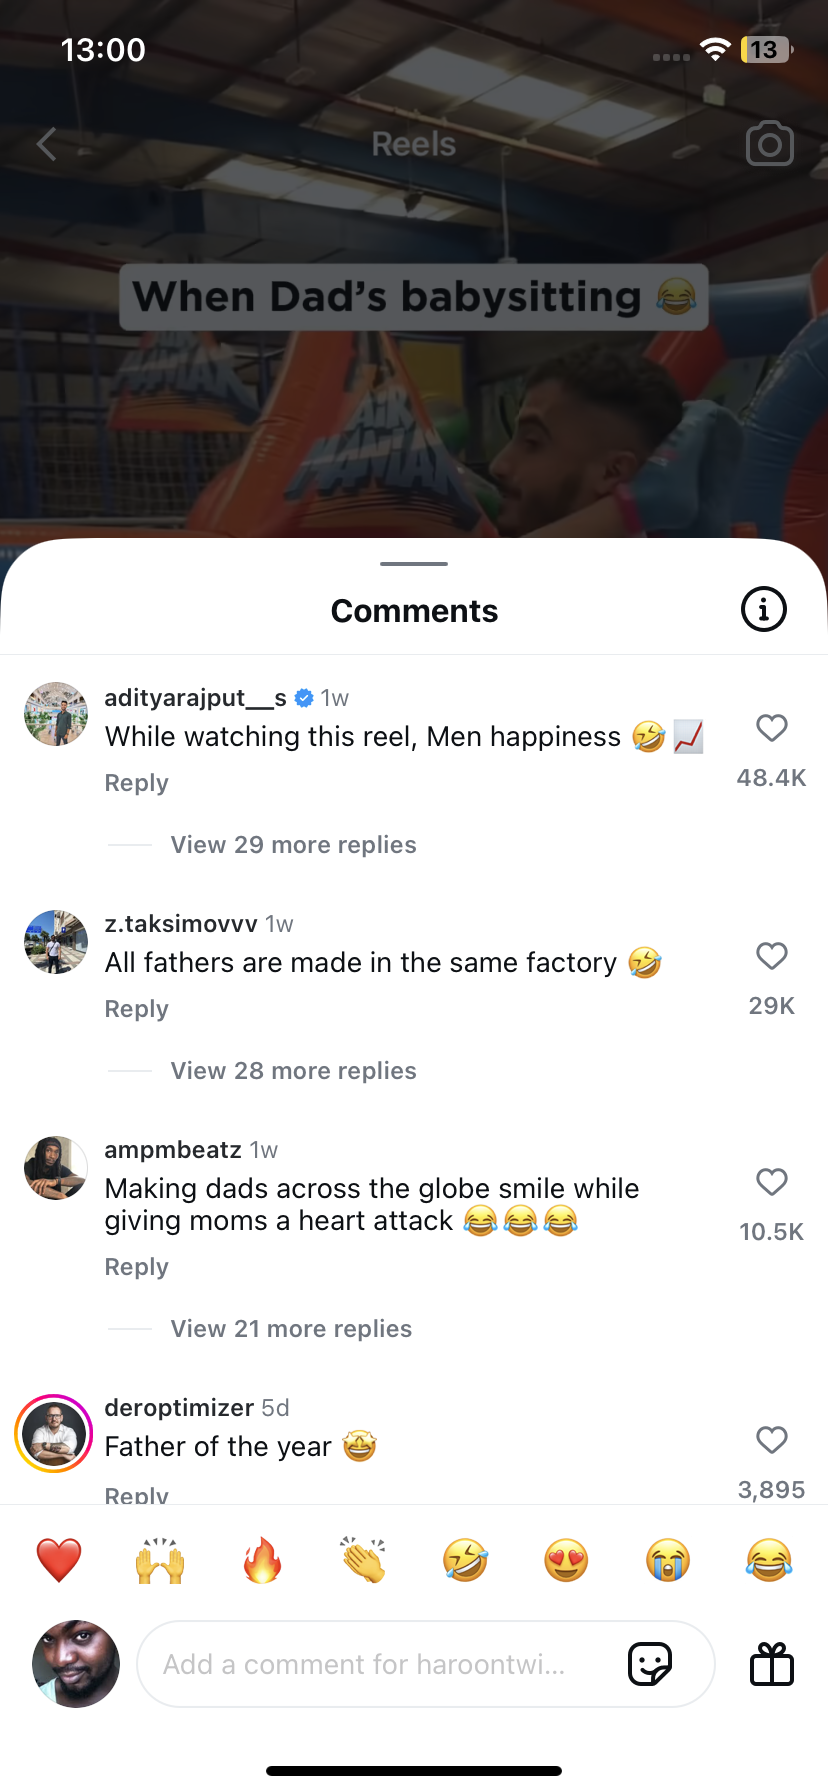 13:00
13
Reels
When Dad's babysitting 😂
AIR
MANIAX
AIR
MANIAX
Comments
adityarajput__s 1w
While watching this reel, Men happiness 🤣📈
48.4K
Reply
View 29 more replies
z.taksimovvv 1w
All fathers are made in the same factory 🤣
29K
Reply
View 28 more replies
ampmbeatz 1w
Making dads across the globe smile while
giving moms a heart attack 😂😂😂
10.5K
Reply
View 21 more replies
deroptimizer 5d
Father of the year 🤩
3,895
Reply
Add a comment for haroontwi...